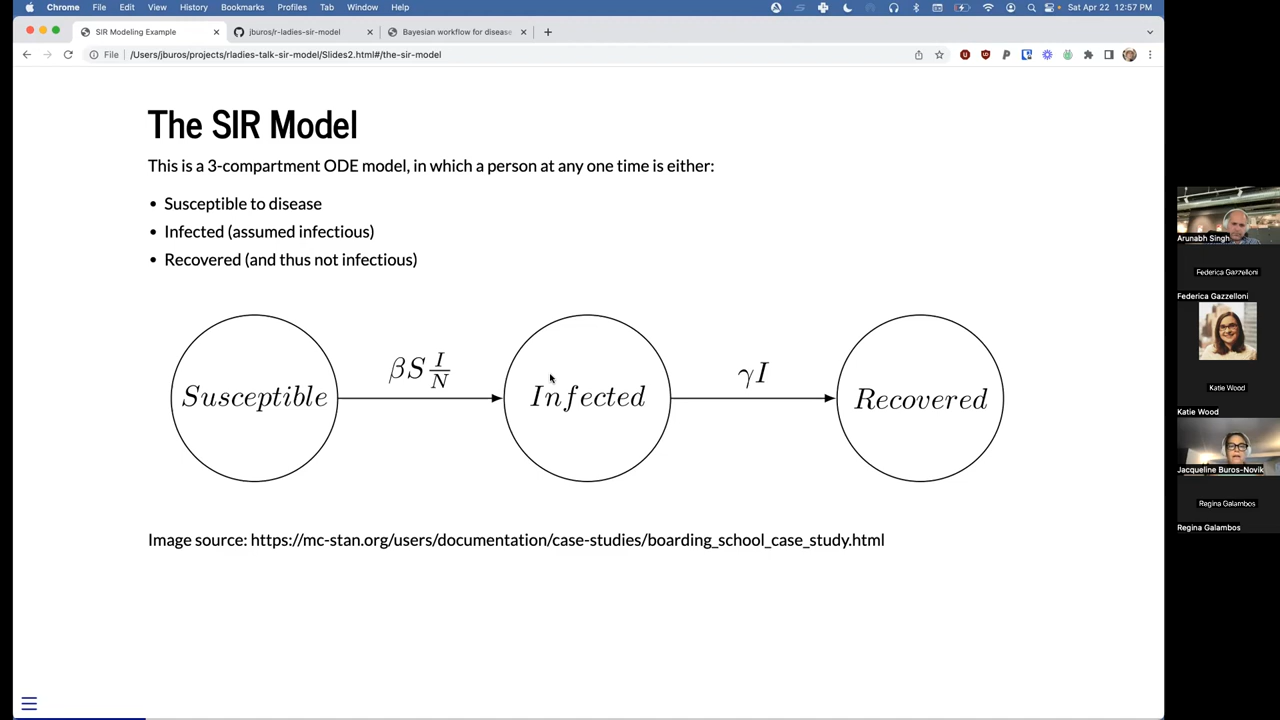 Chrome File Edit View History Bookmarks Profiles Tab Window Help Sat Apr 22 12:57 PM
SIR Modeling Example jburos/r-ladies-sir-model Bayesian workflow for disease
File /Users/jburos/projects/rladies-talk-sir-model/Slides2.html#/the-sir-model
The SIR Model
This is a 3-compartment ODE model, in which a person at any one time is either:
• Susceptible to disease
• Infected (assumed infectious)
• Recovered (and thus not infectious)
βS I/N γI
Susceptible Infected Recovered
Image source: https://mc-stan.org/users/documentation/case-studies/boarding_school_case_study.html
Arunabh Singh
Federica Gazzelloni
Federica Gazzelloni
Katie Wood
Katie Wood
Jacqueline Buros-Novik
Regina Galambos
Regina Galambos